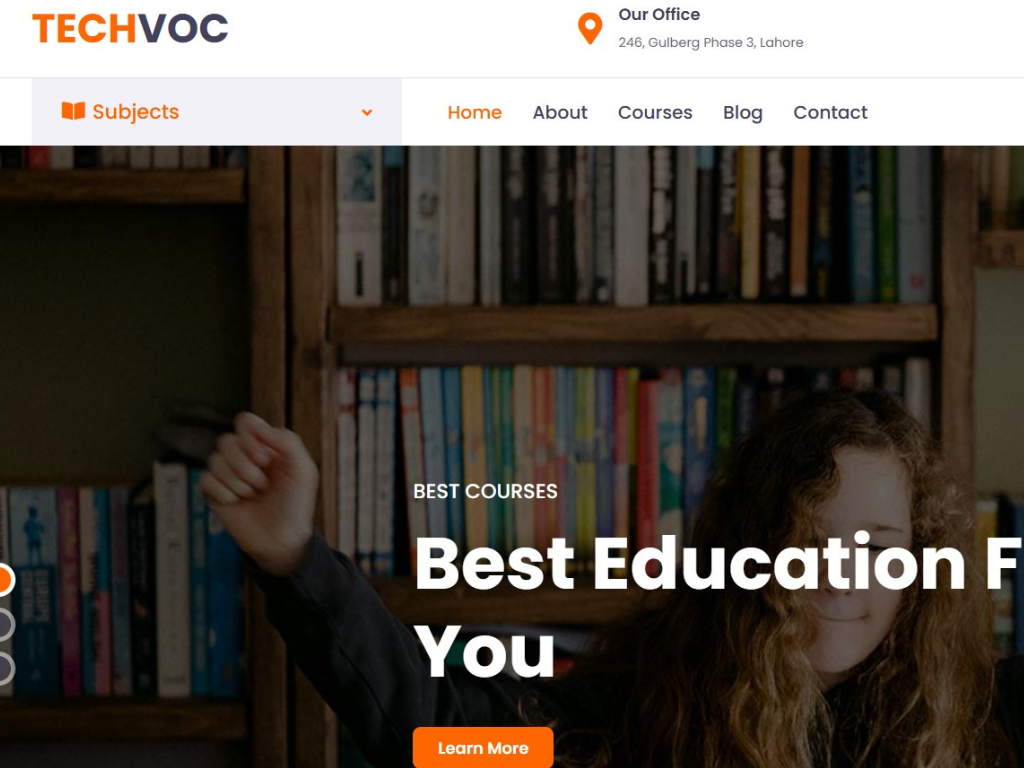 TECHVOC
Our Office
246, Gulberg Phase 3, Lahore
Subjects
Home About Courses Blog Contact
BEST COURSES
Best Education F
You
Learn More